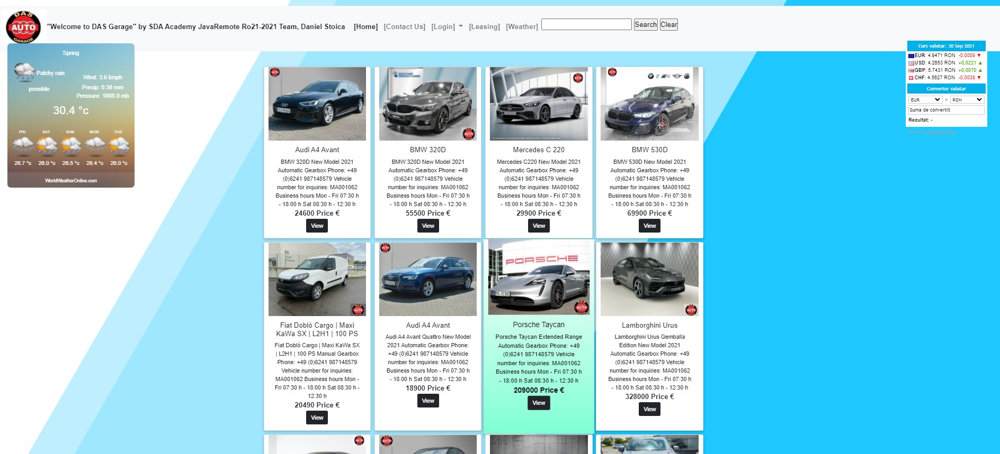 DAS
AUTO
GARAGE
"Welcome to DAS Garage" by SDA Academy JavaRemote Ro21-2021 Team, Daniel Stoica [Home] [Contact Us] [Login] [Leasing] [Weather] Search Clear
Spring
Patchy rain
possible
Wind: 3.6 kmph
Precip: 0.30 mm
Pressure: 1008.0 mb
30.4 °c
FRI SAT SUN MON TUE
26.7 °c 26.0 °c 26.5 °c 26.4 °c 26.0 °c
WorldWeatherOnline.com
Curs valutar: 30 Sep 2021
EUR: 4.9471 RON -0,0009 ▼
USD: 4.2653 RON +0,0221 ▲
GBP: 5.7431 RON +0,0070 ▲
CHF: 4.5627 RON -0,0038 ▼
Convertor valutar
EUR » RON
Suma de convertit
Rezultat: -
Audi A4 Avant
BMW 320D New Model 2021
Automatic Gearbox Phone: +49
(0)6241 987148579 Vehicle
number for inquiries: MA001062
Business hours Mon - Fri 07:30 h
- 18:00 h Sat 08:30 h - 12:30 h
24600 Price €
View
BMW 320D
BMW 320D New Model 2021
Automatic Gearbox Phone: +49
(0)6241 987148579 Vehicle
number for inquiries: MA001062
Business hours Mon - Fri 07:30 h
- 18:00 h Sat 08:30 h - 12:30 h
55500 Price €
View
Mercedes C 220
Mercedes C220 New Model 2021
Automatic Gearbox Phone: +49
(0)6241 987148579 Vehicle
number for inquiries: MA001062
Business hours Mon - Fri 07:30 h
- 18:00 h Sat 08:30 h - 12:30 h
29900 Price €
View
BMW 530D
BMW 530D New Model 2021
Automatic Gearbox Phone: +49
(0)6241 987148579 Vehicle
number for inquiries: MA001062
Business hours Mon - Fri 07:30 h
- 18:00 h Sat 08:30 h - 12:30 h
69900 Price €
View
Fiat Doblò Cargo | Maxi
KaWa SX | L2H1 | 100 PS
Fiat Doblò Cargo | Maxi KaWa SX
| L2H1 | 100 PS Manual Gearbox
Phone: +49 (0)6241 987148579
Vehicle number for inquiries:
MA001062 Business hours Mon -
Fri 07:30 h - 18:00 h Sat 08:30 h -
12:30 h
20490 Price €
View
Audi A4 Avant
Audi A4 Avant Quattro New Model
2021 Automatic Gearbox Phone:
+49 (0)6241 987148579 Vehicle
number for inquiries: MA001062
Business hours Mon - Fri 07:30 h
- 18:00 h Sat 08:30 h - 12:30 h
18900 Price €
View
PORSCHE
Porsche Taycan
Porsche Taycan Extended Range
Automatic Gearbox Phone: +49
(0)6241 987148579 Vehicle
number for inquiries: MA001062
Business hours Mon - Fri 07:30 h
- 18:00 h Sat 08:30 h - 12:30 h
209000 Price €
View
Lamborghini Urus
Lamborghini Urus Gemballa
Edition New Model 2021
Automatic Gearbox Phone: +49
(0)6241 987148579 Vehicle
number for inquiries: MA001062
Business hours Mon - Fri 07:30 h
- 18:00 h Sat 08:30 h - 12:30 h
328000 Price €
View